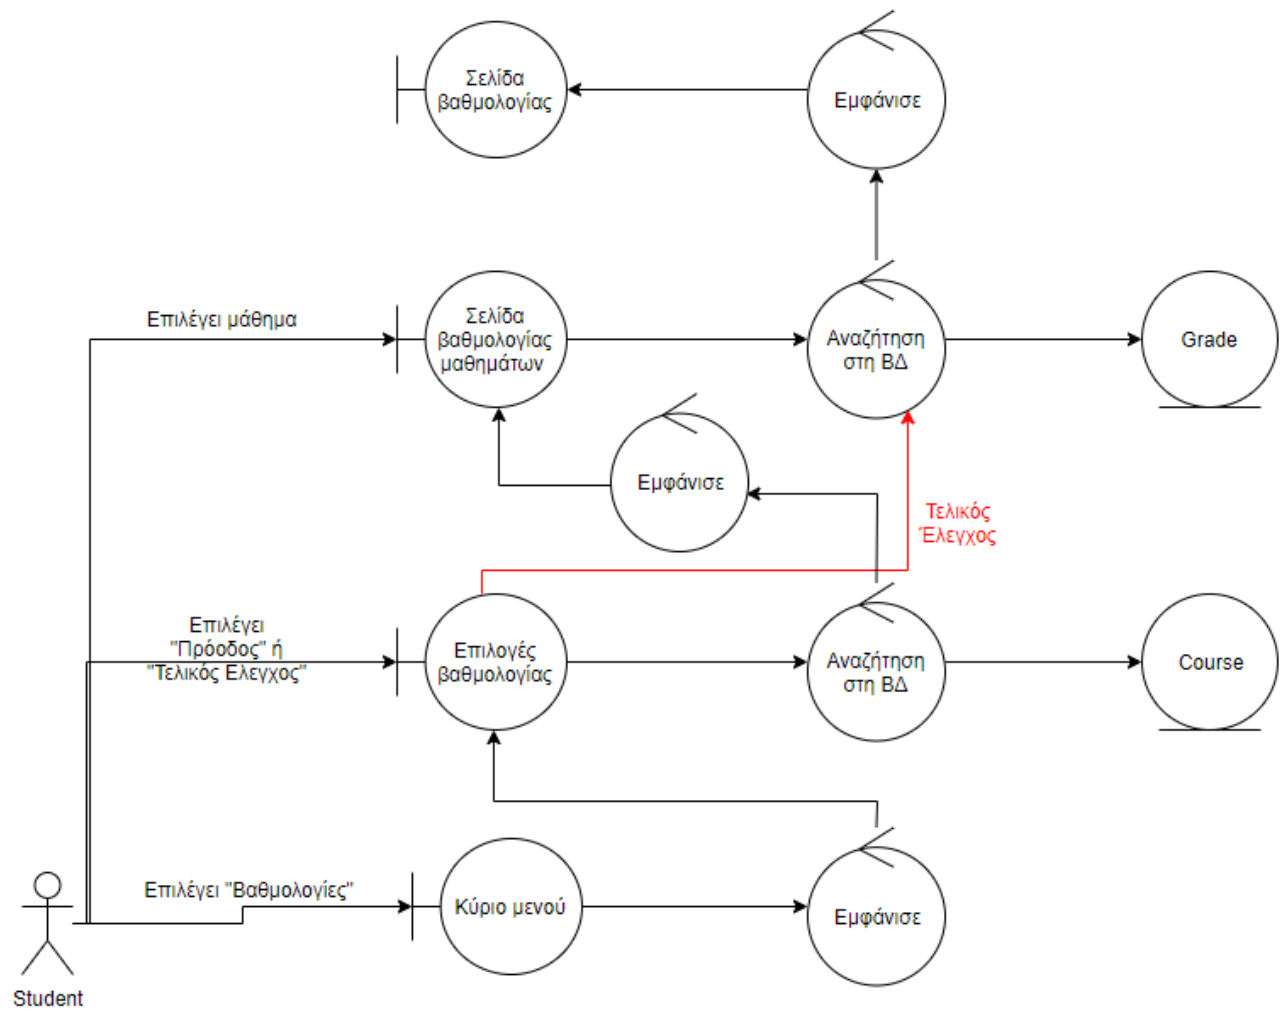 Σελίδα
βαθμολογίας
Εμφάνισε
Επιλέγει μάθημα
Σελίδα
βαθμολογίας
μαθημάτων
Αναζήτηση
στη ΒΔ
Grade
Εμφάνισε
Τελικός
Έλεγχος
Επιλέγει
"Πρόοδος" ή
"Τελικός Ελεγχος"
Επιλογές
βαθμολογίας
Αναζήτηση
στη ΒΔ
Course
Επιλέγει "Βαθμολογίες"
Κύριο μενού
Εμφάνισε
Student